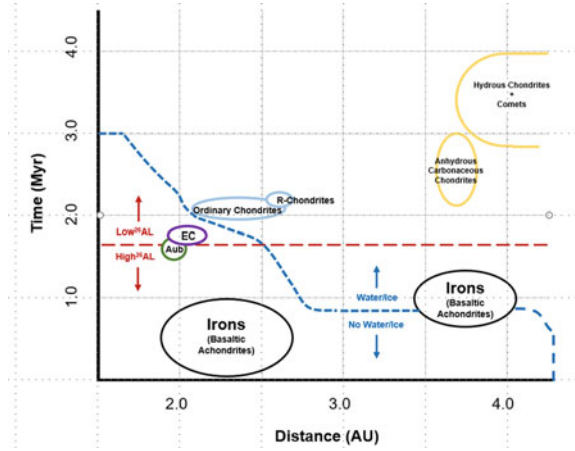 4.0
Hydrous Chondrites
+
Comets
3.0
Anhydrous
Carbonaceous
Chondrites
R-Chondrites
Ordinary Chondrites
2.0
Low²⁶AL
EC
Aub
High²⁶AL
Time (Myr)
1.0
Water/Ice
No Water/Ice
Irons
(Basaltic
Achondrites)
Irons
(Basaltic
Achondrites)
2.0 3.0 4.0
Distance (AU)